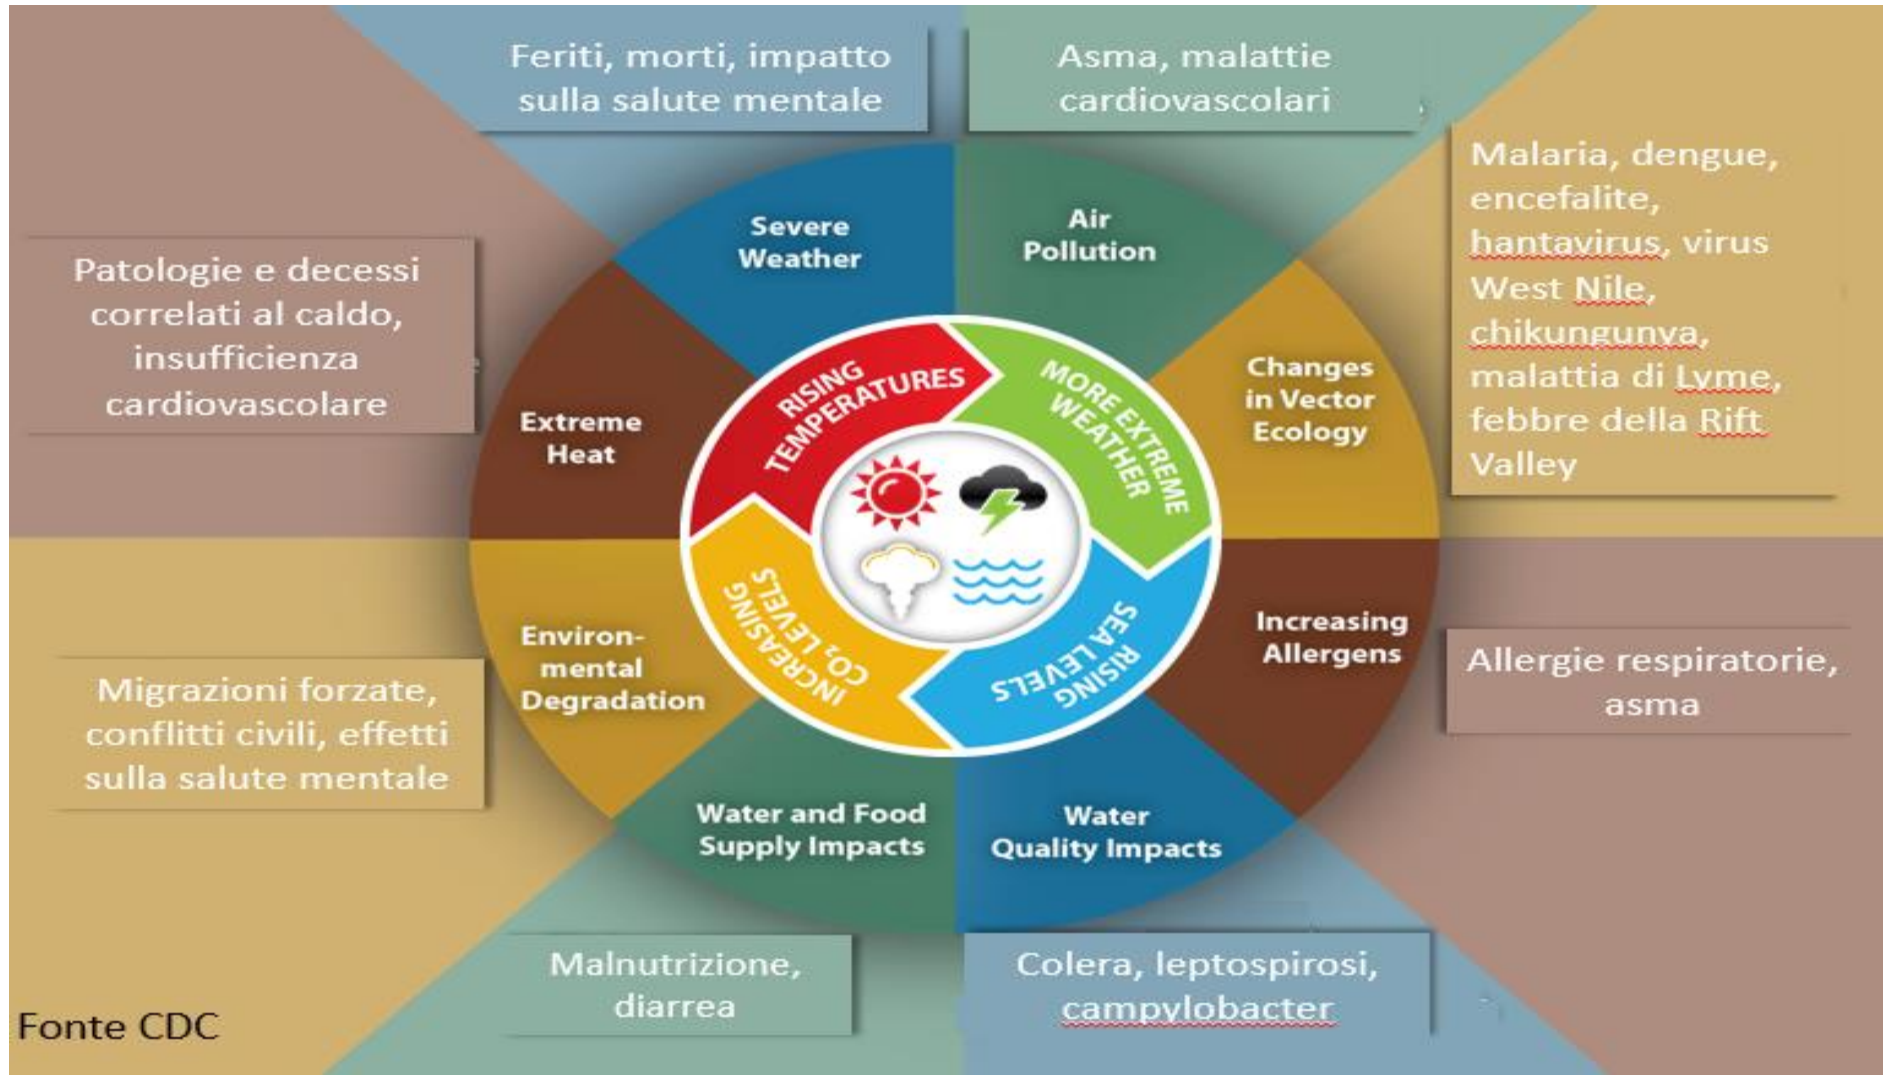 Feriti, morti, impatto
sulla salute mentale
Asma, malattie
cardiovascolari
Malaria, dengue,
encefalite,
hantavirus, virus
West Nile,
chikungunya,
malattia di Lyme,
febbre della Rift
Valley
Patologie e decessi
correlati al caldo,
insufficienza
cardiovascolare
Severe
Weather
Air
Pollution
Changes
in Vector
Ecology
Extreme
Heat
RISING
TEMPERATURES
MORE EXTREME
WEATHER
INCREASING
CO₂ LEVELS
RISING
SEA LEVELS
Increasing
Allergens
Environ-
mental
Degradation
Allergie respiratorie,
asma
Migrazioni forzate,
conflitti civili, effetti
sulla salute mentale
Water and Food
Supply Impacts
Water
Quality Impacts
Malnutrizione,
diarrea
Colera, leptospirosi,
campylobacter
Fonte CDC